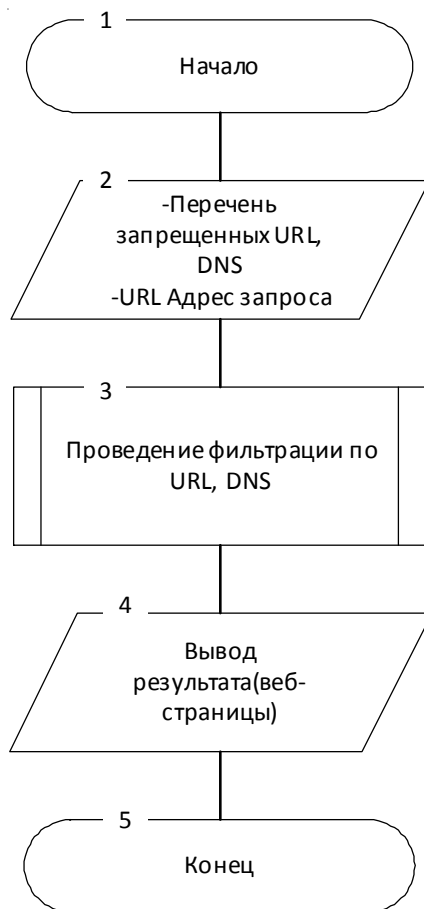 1
Начало
2
-Перечень
запрещенных URL,
DNS
-URL Адрес запроса
3
Проведение фильтрации по
URL, DNS
4
Вывод
результата(веб-
страницы)
5
Конец